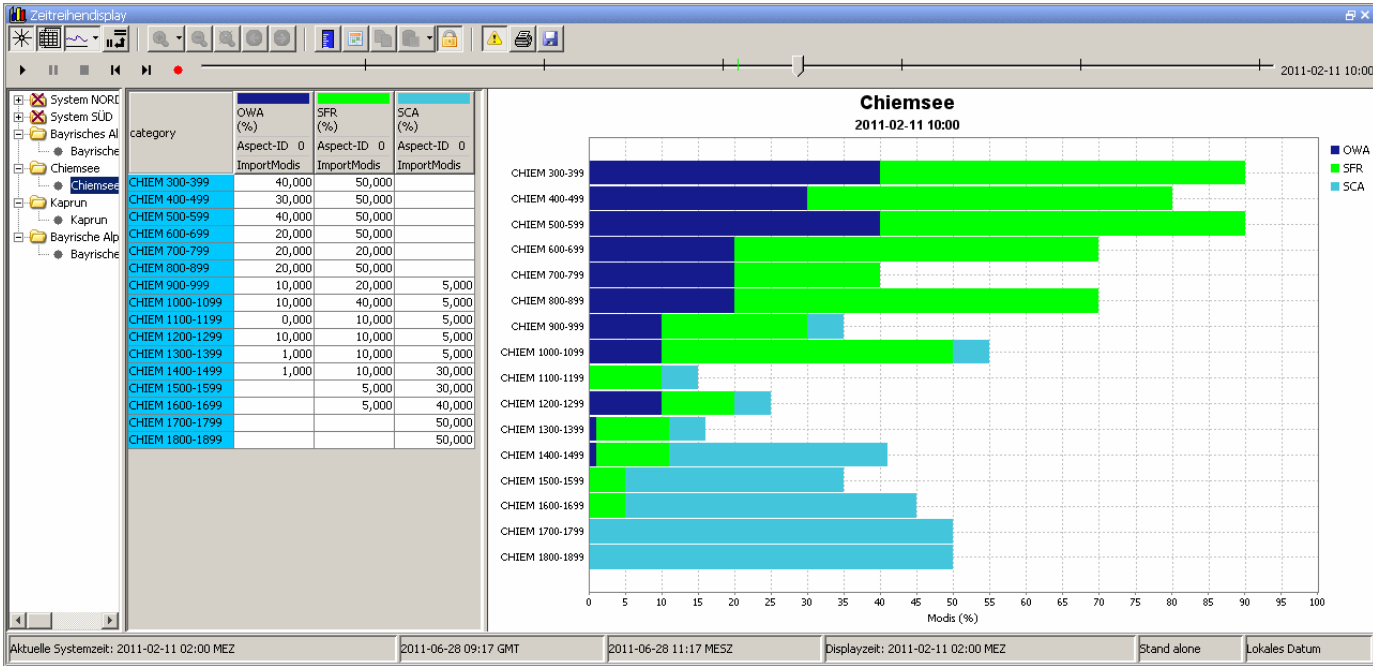 Zeitreihendisplay
2011-02-11 10:00
System NORD
System SÜD
Bayrisches Al
Bayrische
Chiemsee
Chiemsee
Kaprun
Kaprun
Bayrische Alp
Bayrische
category OWA (%) SFR (%) SCA (%)
Aspect-ID 0 Aspect-ID 0 Aspect-ID 0
ImportModis ImportModis ImportModis
CHIEM 300-399 40,000 50,000
CHIEM 400-499 30,000 50,000
CHIEM 500-599 40,000 50,000
CHIEM 600-699 20,000 50,000
CHIEM 700-799 20,000 20,000
CHIEM 800-899 20,000 50,000
CHIEM 900-999 10,000 20,000 5,000
CHIEM 1000-1099 10,000 40,000 5,000
CHIEM 1100-1199 0,000 10,000 5,000
CHIEM 1200-1299 10,000 10,000 5,000
CHIEM 1300-1399 1,000 10,000 5,000
CHIEM 1400-1499 1,000 10,000 30,000
CHIEM 1500-1599 5,000 30,000
CHIEM 1600-1699 5,000 40,000
CHIEM 1700-1799 50,000
CHIEM 1800-1899 50,000
Chiemsee
2011-02-11 10:00
OWA
SFR
SCA
CHIEM 300-399
CHIEM 400-499
CHIEM 500-599
CHIEM 600-699
CHIEM 700-799
CHIEM 800-899
CHIEM 900-999
CHIEM 1000-1099
CHIEM 1100-1199
CHIEM 1200-1299
CHIEM 1300-1399
CHIEM 1400-1499
CHIEM 1500-1599
CHIEM 1600-1699
CHIEM 1700-1799
CHIEM 1800-1899
0 5 10 15 20 25 30 35 40 45 50 55 60 65 70 75 80 85 90 95 100
Modis (%)
Aktuelle Systemzeit: 2011-02-11 02:00 MEZ 2011-06-28 09:17 GMT 2011-06-28 11:17 MESZ Displayzeit: 2011-02-11 02:00 MEZ Stand alone Lokales Datum